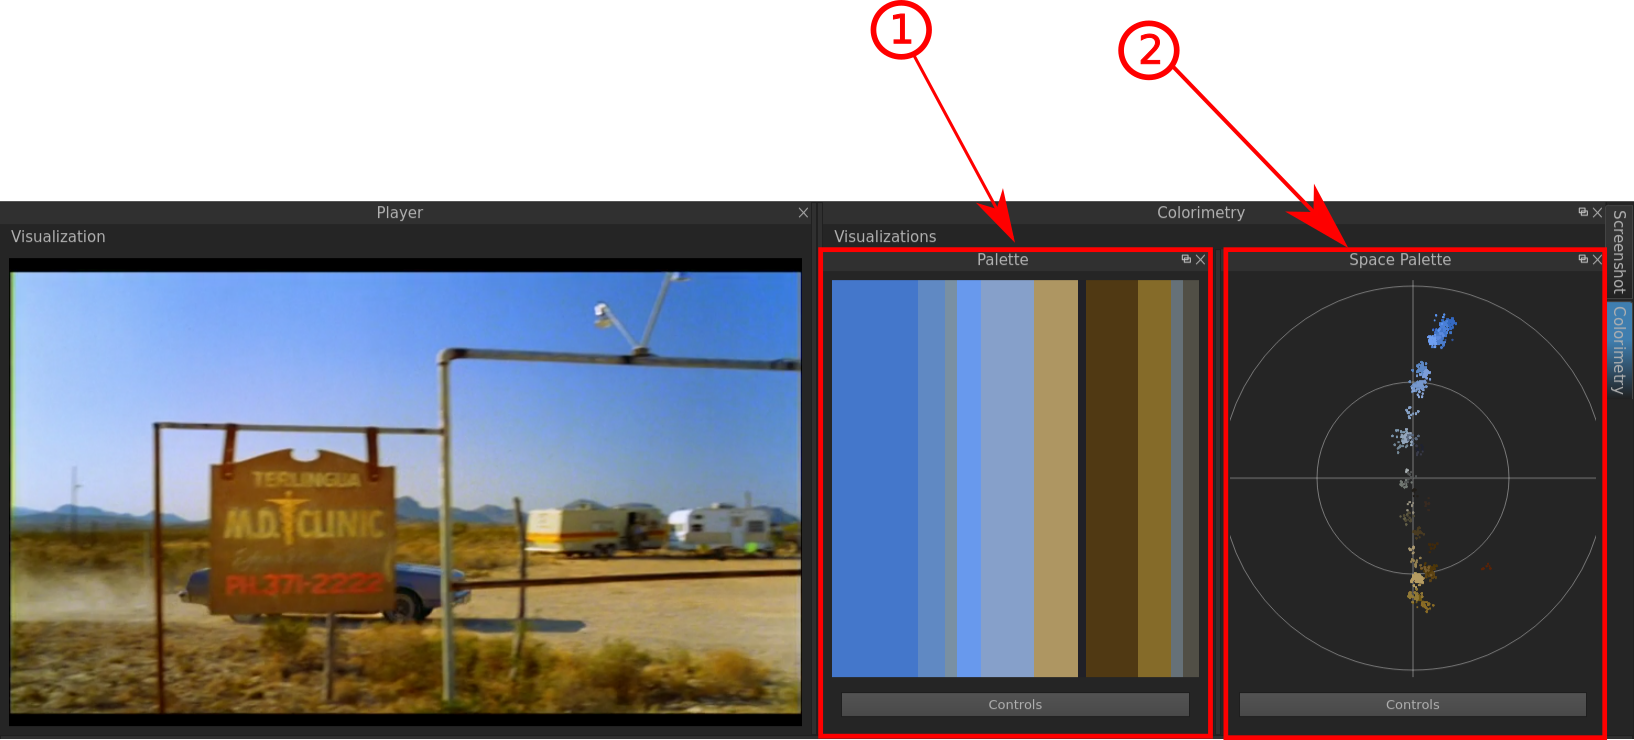 1
2
Player
Colorimetry
Visualization
Visualizations
Palette
Space Palette
Screenshot
Colorimetry
TERLINGUA
M.D. CLINIC
PH.371-2222
Controls
Controls